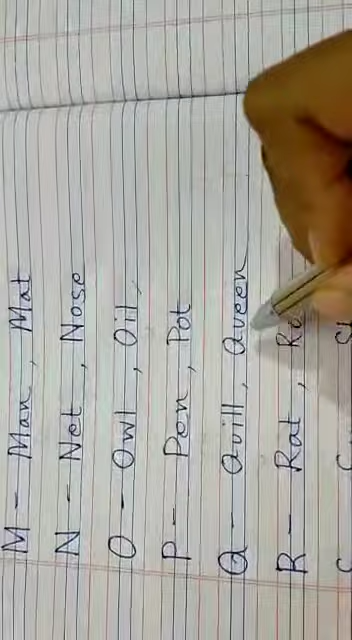 M - Man, Mat
N - Net, Nose
O - Owl, Oil,
P - Pen, Pot
Q - Quill, Queen
R - Rat,